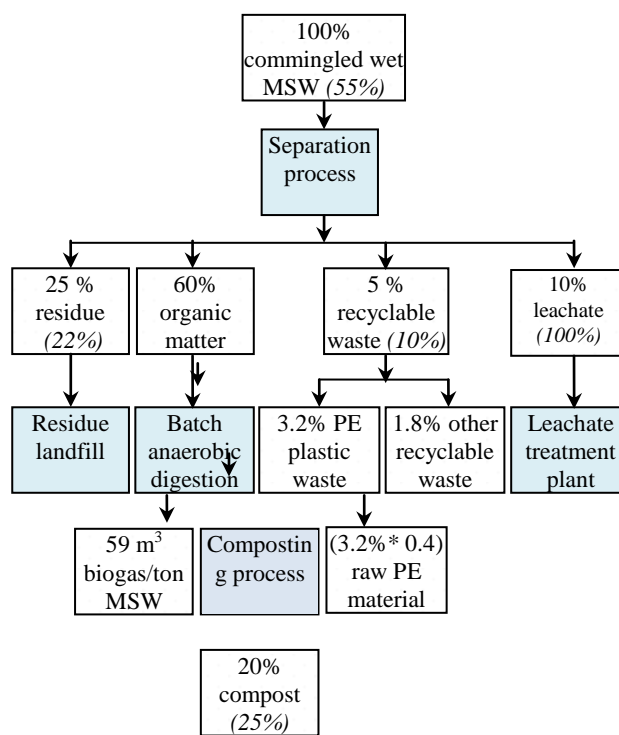 100%
commingled wet
MSW (55%)
Separation
process
25 %
residue
(22%)
60%
organic
matter
5 %
recyclable
waste (10%)
10%
leachate
(100%)
Residue
landfill
Batch
anaerobic
digestion
3.2% PE
plastic
waste
1.8% other
recyclable
waste
Leachate
treatment
plant
59 m³
biogas/ton
MSW
Compostin
g process
(3.2%* 0.4)
raw PE
material
20%
compost
(25%)